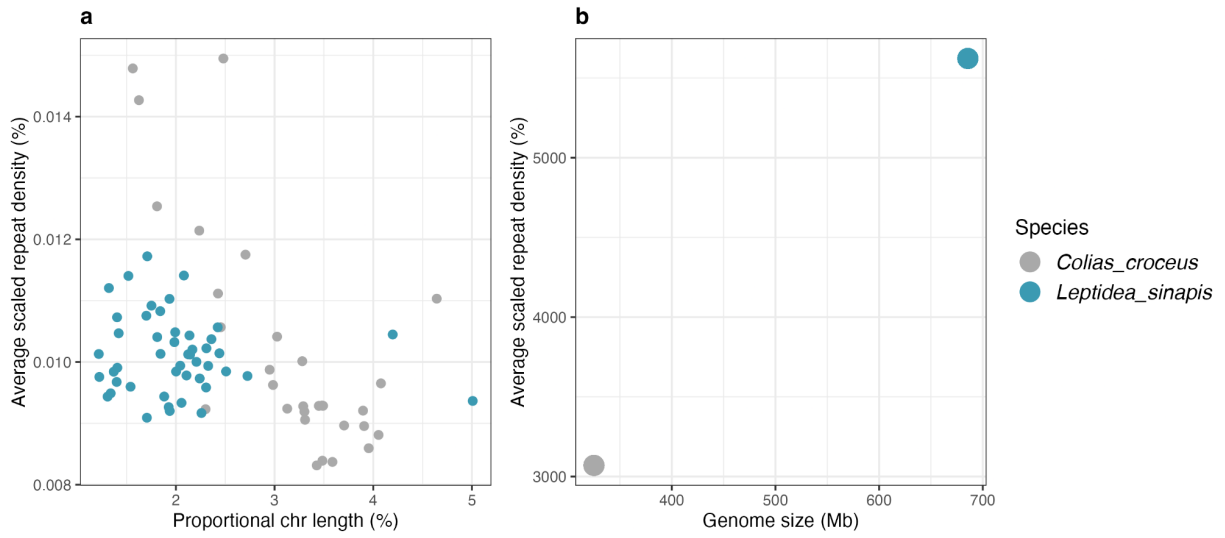 a
Average scaled repeat density (%)
0.014
0.012
0.010
0.008
2 3 4 5
Proportional chr length (%)
b
Average scaled repeat density (%)
5000
4000
3000
400 500 600 700
Genome size (Mb)
Species
Colias_croceus
Leptidea_sinapis